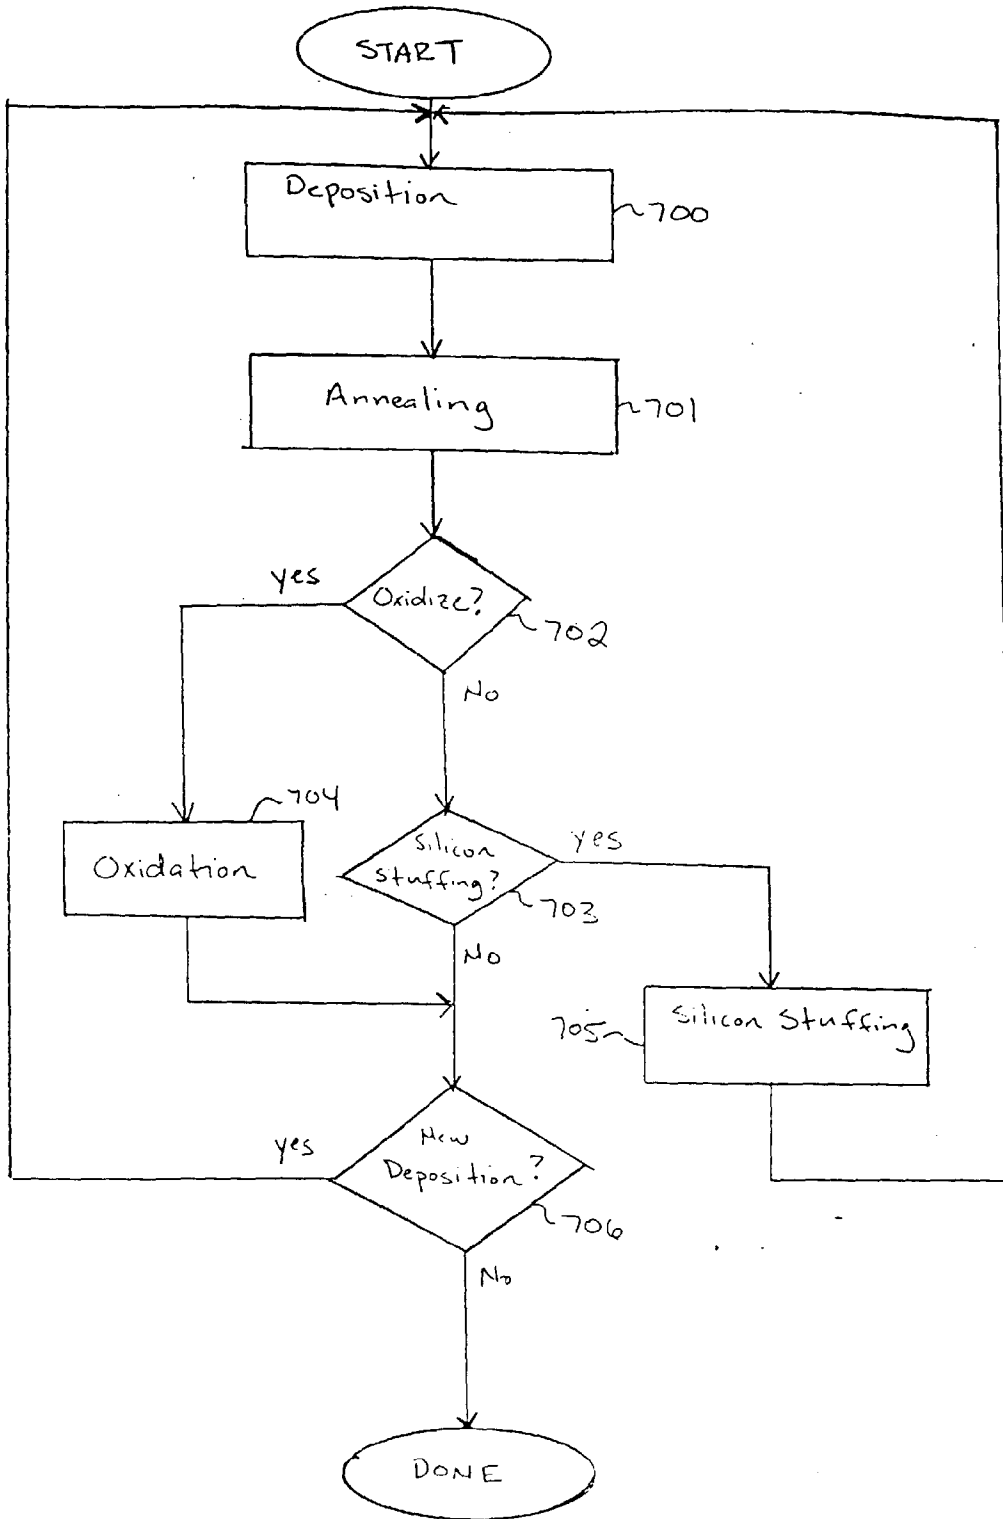 START
Deposition
700
Annealing
701
yes
Oxidize?
702
No
704
Oxidation
Silicon
Stuffing?
yes
703
No
705
Silicon Stuffing
yes
New
Deposition?
706
No
DONE